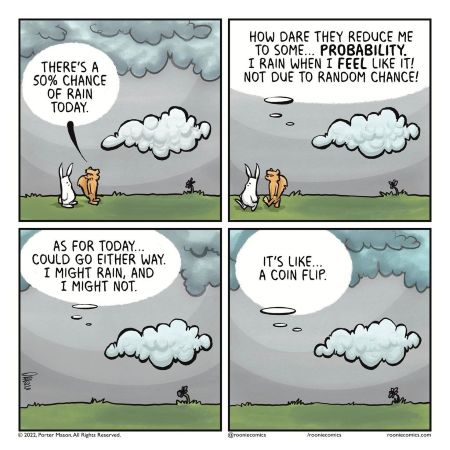 THERE'S A
50% CHANCE
OF RAIN
TODAY.
HOW DARE THEY REDUCE ME
TO SOME... PROBABILITY.
I RAIN WHEN I FEEL LIKE IT!
NOT DUE TO RANDOM CHANCE!
AS FOR TODAY...
COULD GO EITHER WAY.
I MIGHT RAIN, AND
I MIGHT NOT.
IT'S LIKE...
A COIN FLIP.
© 2022, Porter Mason. All Rights Reserved.
@rooniecomics
/rooniecomics
rooniecomics.com